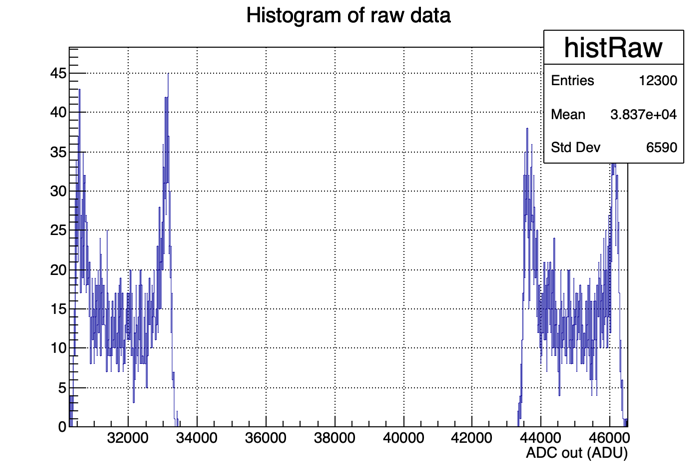 Histogram of raw data
histRaw
Entries 12300
Mean 3.837e+04
Std Dev 6590
45
40
35
30
25
20
15
10
5
0
32000 34000 36000 38000 40000 42000 44000 46000
ADC out (ADU)